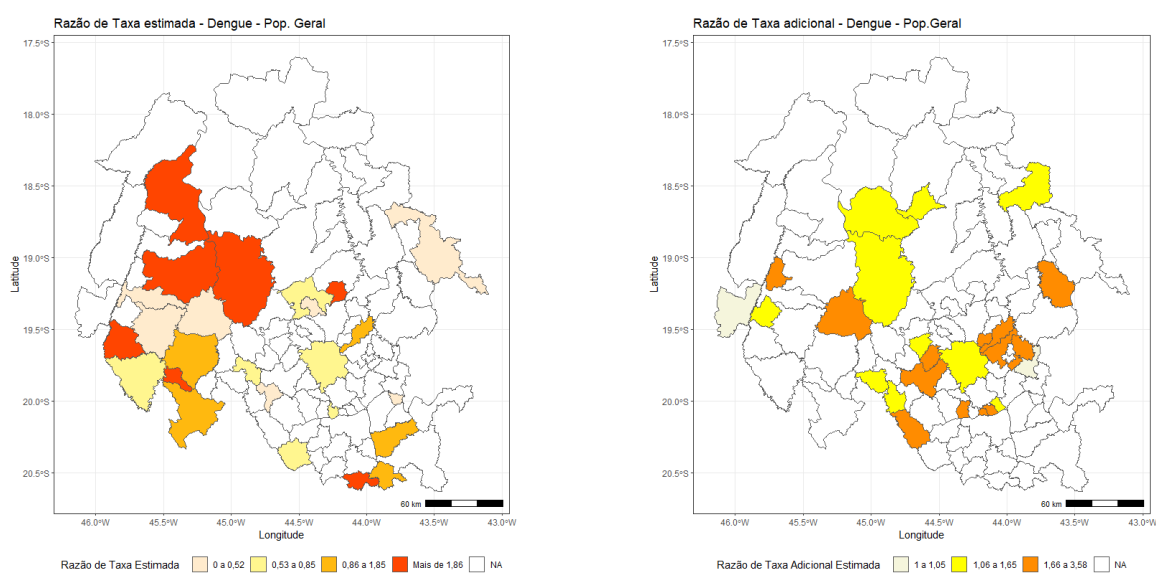 Razão de Taxa estimada - Dengue - Pop. Geral
17.5°S
18.0°S
18.5°S
19.0°S
19.5°S
20.0°S
20.5°S
Latitude
60 km
46.0°W 45.5°W 45.0°W 44.5°W 44.0°W 43.5°W 43.0°W
Longitude
Razão de Taxa Estimada 0 a 0,52 0,53 a 0,85 0,86 a 1,85 Mais de 1,86 NA
Razão de Taxa adicional - Dengue - Pop.Geral
17.5°S
18.0°S
18.5°S
19.0°S
19.5°S
20.0°S
20.5°S
Latitude
60 km
46.0°W 45.5°W 45.0°W 44.5°W 44.0°W 43.5°W 43.0°W
Longitude
Razão de Taxa Adicional Estimada 1 a 1,05 1,06 a 1,65 1,66 a 3,58 NA